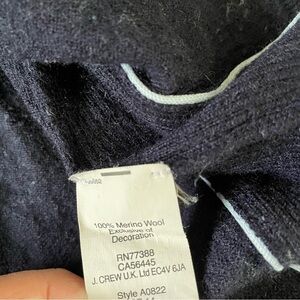 100% Merino Wool
Exclusive of
Decoration
RN77388
CA56445
J. CREW U.K. Ltd EC4V 6JA
Style A0822